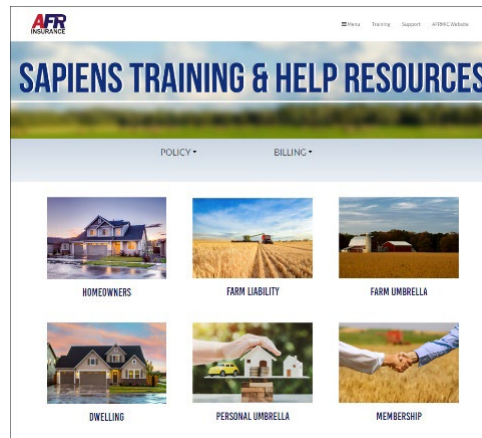 AFR
INSURANCE
Menu Training Support AFRMIC Website
SAPIENS TRAINING & HELP RESOURCES
POLICY BILLING
HOMEOWNERS FARM LIABILITY FARM UMBRELLA
DWELLING PERSONAL UMBRELLA MEMBERSHIP